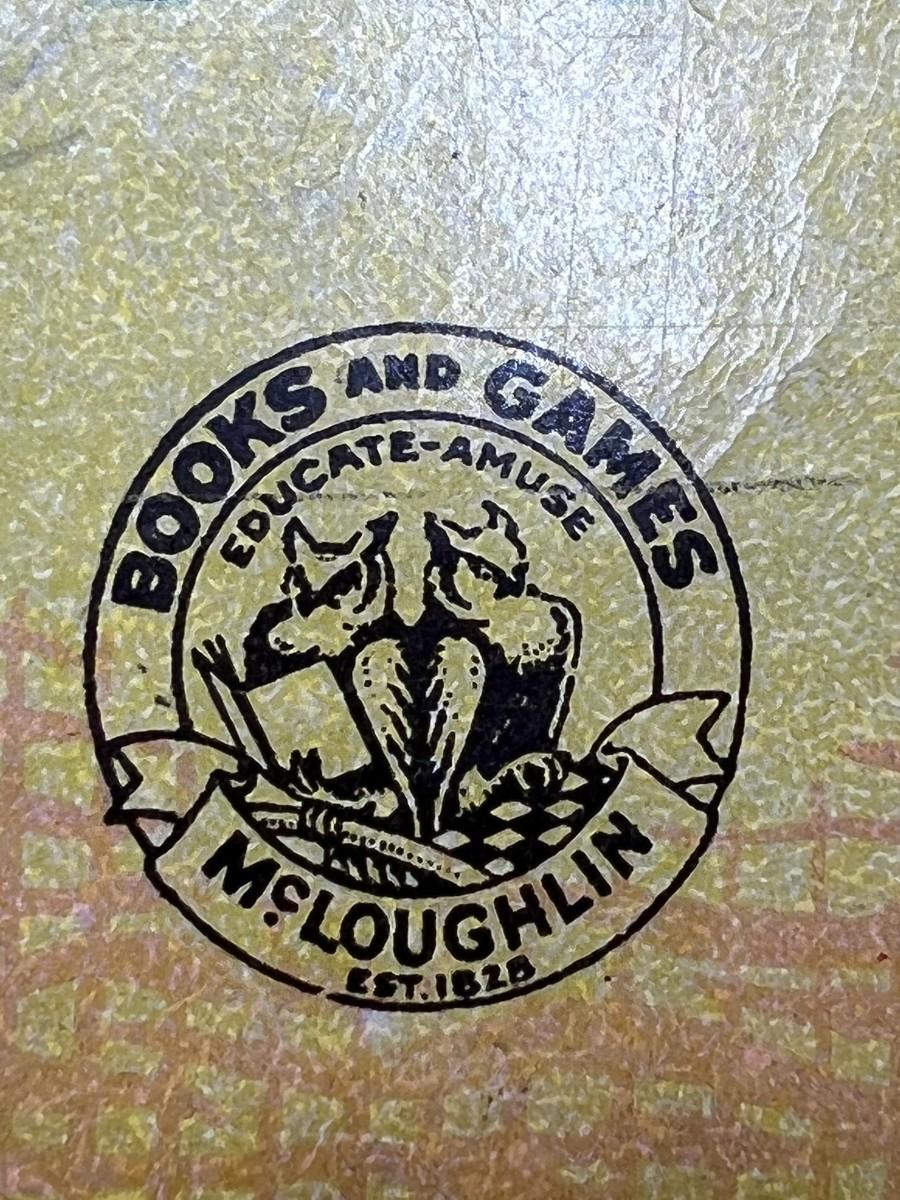 BOOKS AND GAMES
EDUCATE-AMUSE
McLOUGHLIN
EST. 1828